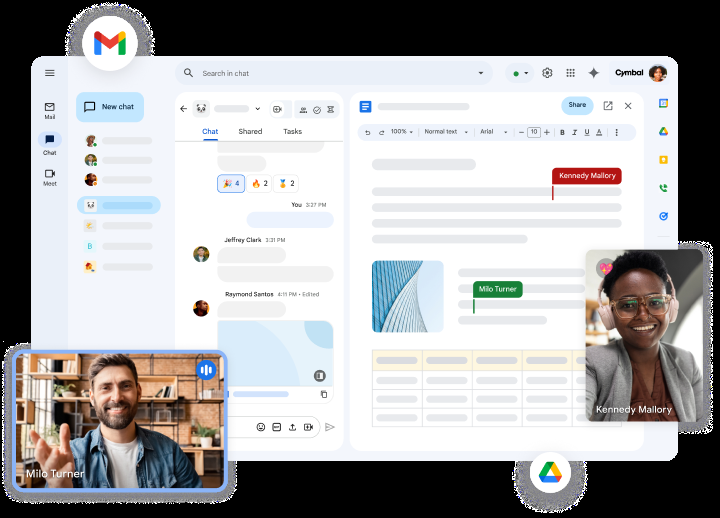 Search in chat
Cymbal
New chat
Mail
Chat
Meet
Chat Shared Tasks
4 2 2
You 3:27 PM
Jeffrey Clark 3:31 PM
Raymond Santos 4:11 PM • Edited
Share
100% Normal text Arial 10 B I U A
Kennedy Mallory
Milo Turner
Kennedy Mallory
Milo Turner